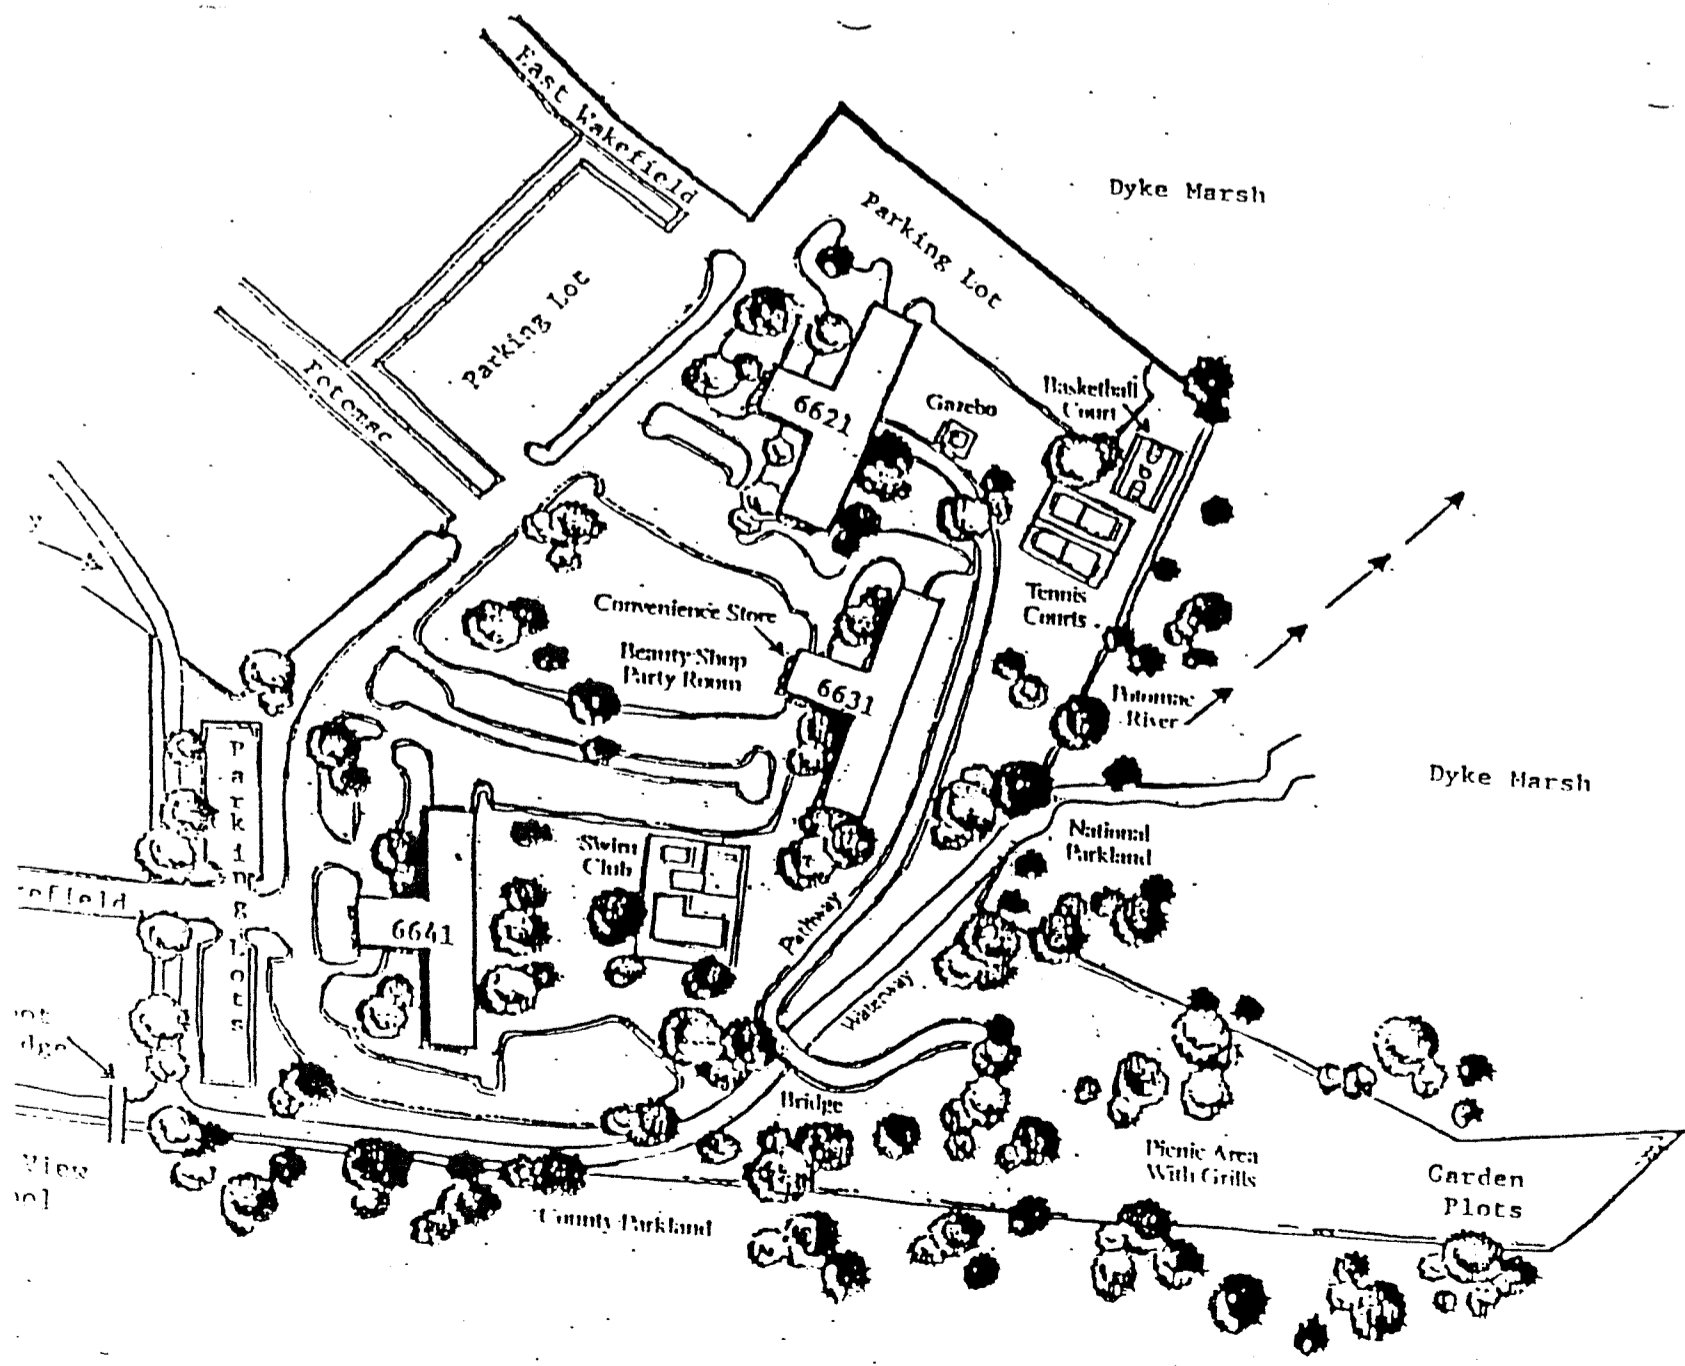 East Wakefield
Dyke Marsh
Parking Lot
Parking Lot
Potomac
Basketball
Court
Gazebo
6621
Tennis
Courts
Convenience Store
Beauty Shop
Party Room
6631
Potomac
River
Dyke Marsh
Parking Lots
National
Parkland
Swim
Club
6641
Pathway
Waterway
Bridge
Picnic Area
With Grills
Garden
Plots
View
County Parkland